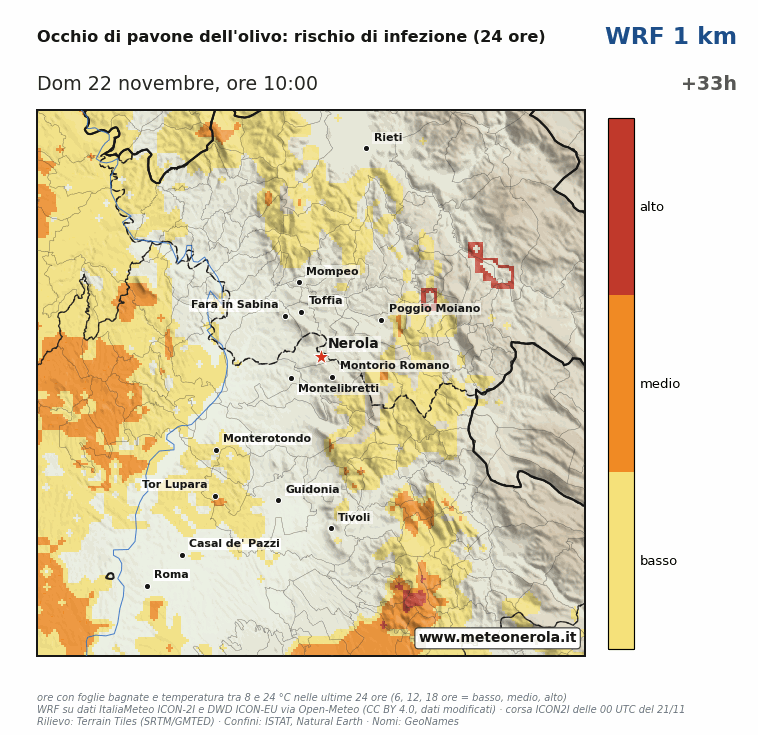 Occhio di pavone dell'olivo: rischio di infezione (24 ore)
WRF 1 km
Dom 22 novembre, ore 10:00
+33h
Rieti
alto
Mompeo
Toffia
Fara in Sabina
Poggio Moiano
Nerola
Montorio Romano
Montelibretti
medio
Monterotondo
Tor Lupara
Guidonia
Tivoli
Casal de' Pazzi
basso
Roma
www.meteonerola.it
ore con foglie bagnate e temperatura tra 8 e 24 °C nelle ultime 24 ore (6, 12, 18 ore = basso, medio, alto)
WRF su dati ItaliaMeteo ICON-2I e DWD ICON-EU via Open-Meteo (CC BY 4.0, dati modificati) · corsa ICON2I delle 00 UTC del 21/11
Rilievo: Terrain Tiles (SRTM/GMTED) · Confini: ISTAT, Natural Earth · Nomi: GeoNames